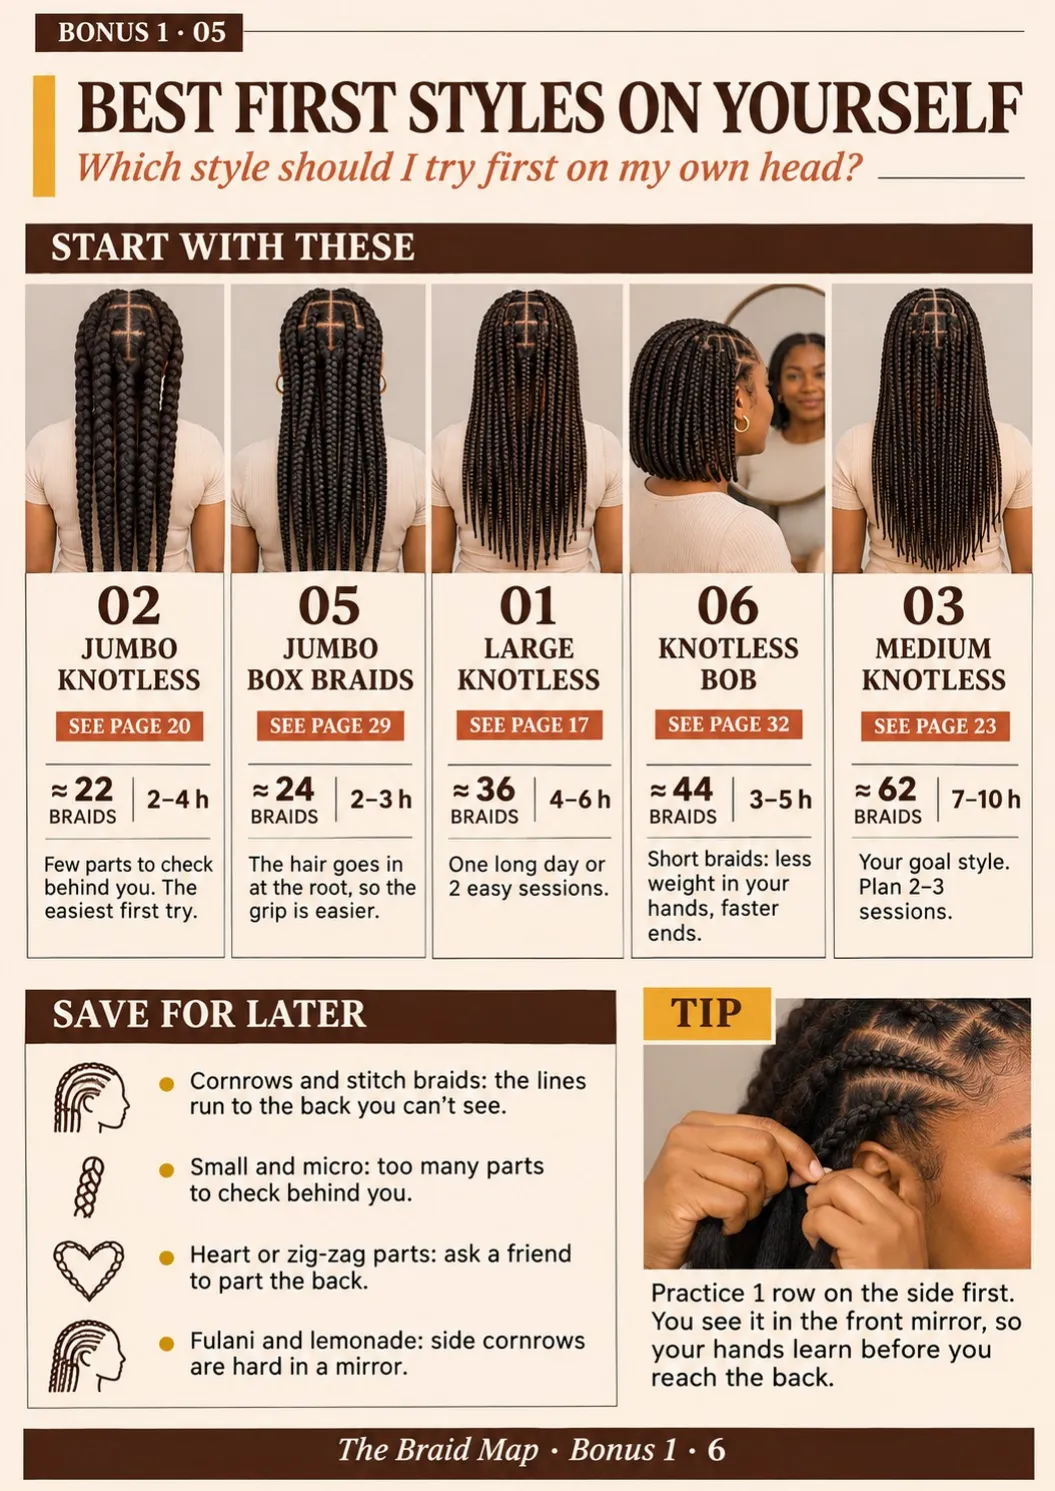 BONUS 1 · 05
BEST FIRST STYLES ON YOURSELF
Which style should I try first on my own head?
START WITH THESE
02
JUMBO
KNOTLESS
SEE PAGE 20
≈ 22
BRAIDS
2–4 h
Few parts to check
behind you. The
easiest first try.
05
JUMBO
BOX BRAIDS
SEE PAGE 29
≈ 24
BRAIDS
2–3 h
The hair goes in
at the root, so the
grip is easier.
01
LARGE
KNOTLESS
SEE PAGE 17
≈ 36
BRAIDS
4–6 h
One long day or
2 easy sessions.
06
KNOTLESS
BOB
SEE PAGE 32
≈ 44
BRAIDS
3–5 h
Short braids: less
weight in your
hands, faster
ends.
03
MEDIUM
KNOTLESS
SEE PAGE 23
≈ 62
BRAIDS
7–10 h
Your goal style.
Plan 2–3
sessions.
SAVE FOR LATER
Cornrows and stitch braids: the lines
run to the back you can’t see.
Small and micro: too many parts
to check behind you.
Heart or zig-zag parts: ask a friend
to part the back.
Fulani and lemonade: side cornrows
are hard in a mirror.
TIP
Practice 1 row on the side first.
You see it in the front mirror, so
your hands learn before you
reach the back.
The Braid Map · Bonus 1 · 6